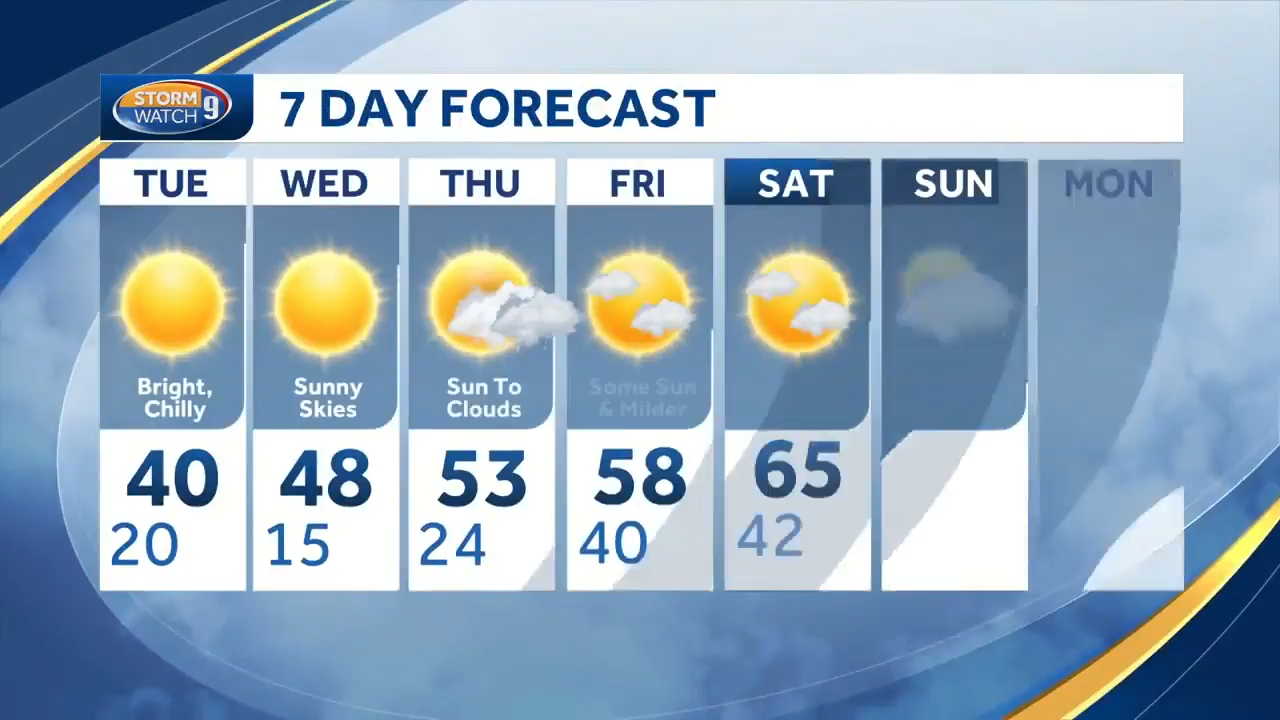 STORM
WATCH 9
7 DAY FORECAST
TUE WED THU FRI SAT SUN MON
Bright, Sunny Sun To Some Sun
Chilly Skies Clouds & Milder
40 48 53 58 65
20 15 24 40 42